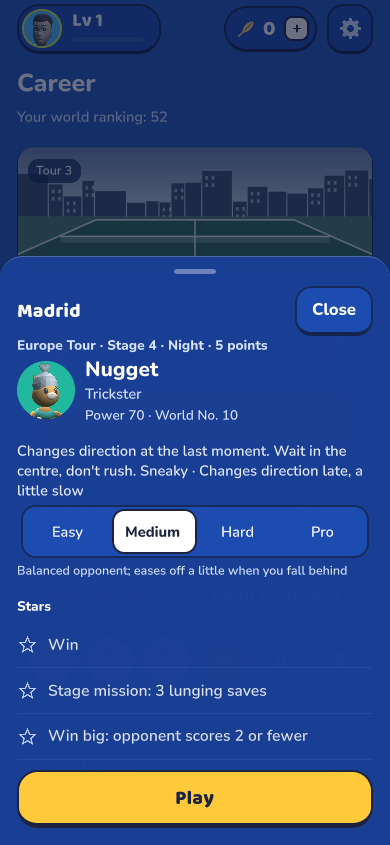 Lv 1
0
+
Career
Your world ranking: 52
Tour 3
Madrid
Close
Europe Tour · Stage 4 · Night · 5 points
Nugget
Trickster
Power 70 · World No. 10
Changes direction at the last moment. Wait in the
centre, don't rush. Sneaky · Changes direction late, a
little slow
Easy
Medium
Hard
Pro
Balanced opponent; eases off a little when you fall behind
Stars
Win
Stage mission: 3 lunging saves
Win big: opponent scores 2 or fewer
Play